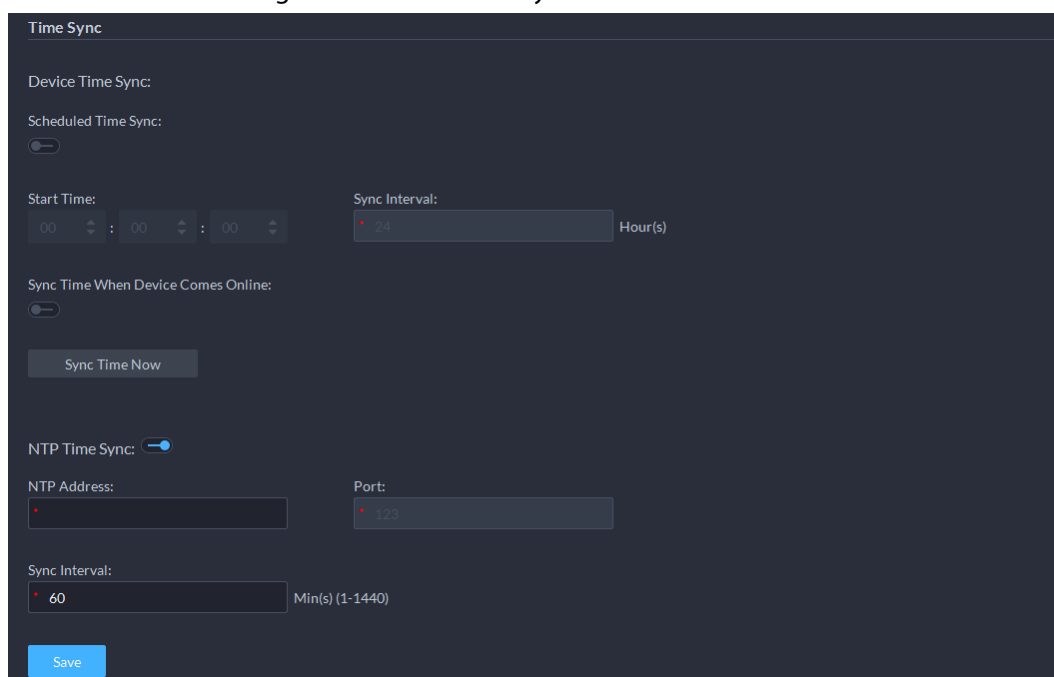 Time Sync
Device Time Sync:
Scheduled Time Sync:
Start Time: Sync Interval:
00 : 00 : 00 * 24 Hour(s)
Sync Time When Device Comes Online:
Sync Time Now
NTP Time Sync:
NTP Address: Port:
* * 123
Sync Interval:
* 60 Min(s) (1-1440)
Save